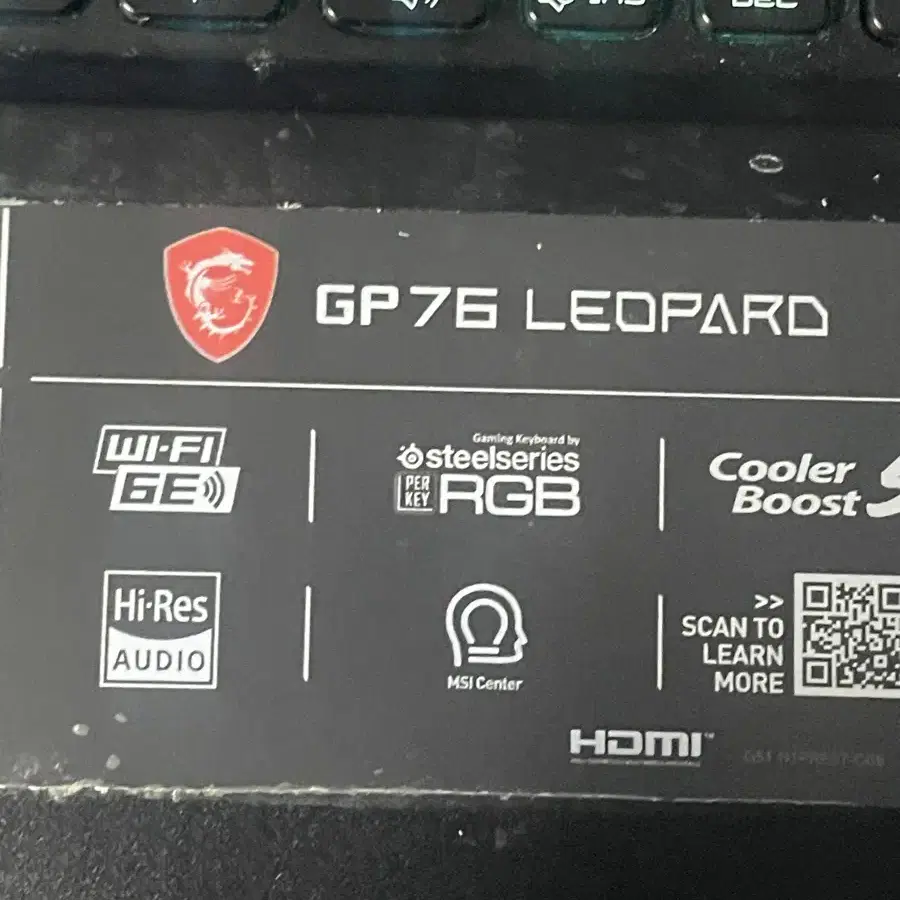 GP76 LEOPARD
WI-FI
6E
Gaming Keyboard by
steelseries
PER
KEY
RGB
Cooler
Boost
Hi-Res
AUDIO
MSI Center
>>
SCAN TO
LEARN
MORE
HDMI™